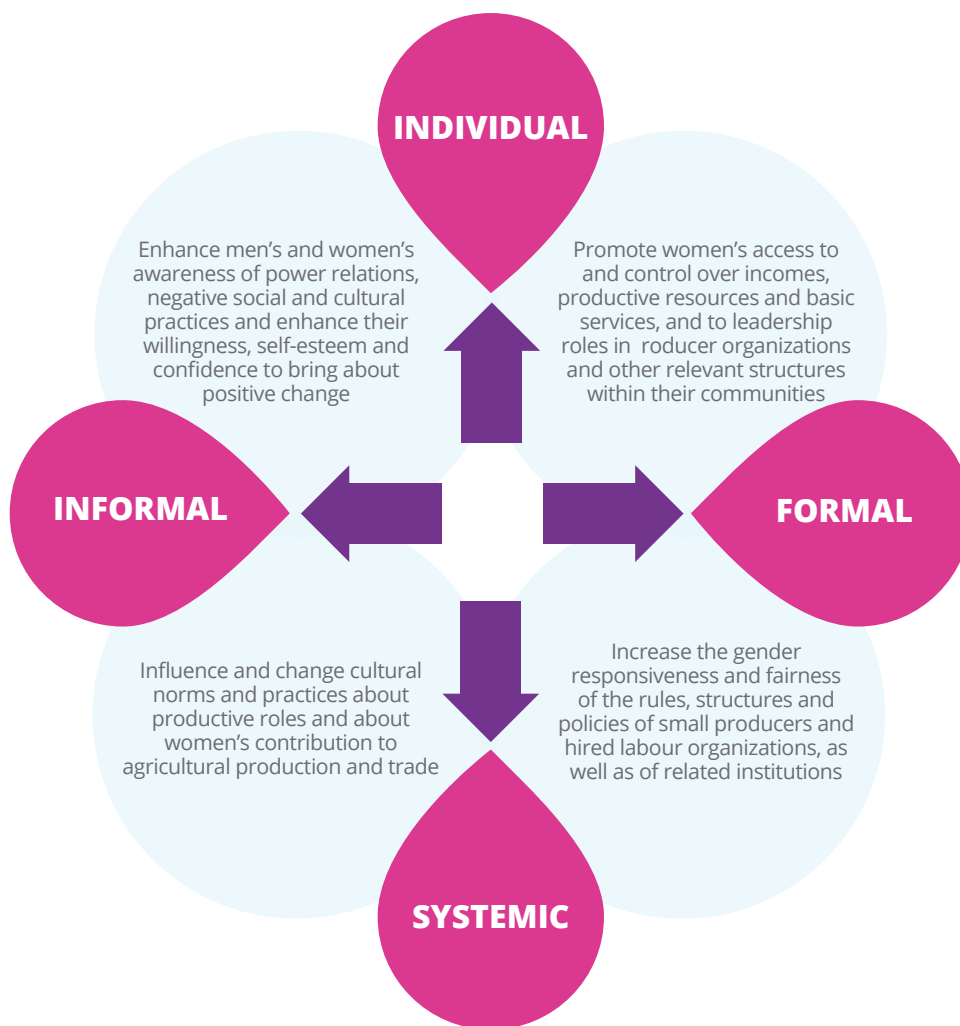 INDIVIDUAL
Enhance men’s and women’s
awareness of power relations,
negative social and cultural
practices and enhance their
willingness, self-esteem and
confidence to bring about
positive change
Promote women’s access to
and control over incomes,
productive resources and basic
services, and to leadership
roles in  roducer organizations
and other relevant structures
within their communities
INFORMAL
FORMAL
Influence and change cultural
norms and practices about
productive roles and about
women’s contribution to
agricultural production and trade
Increase the gender
responsiveness and fairness
of the rules, structures and
policies of small producers and
hired labour organizations, as
well as of related institutions
SYSTEMIC